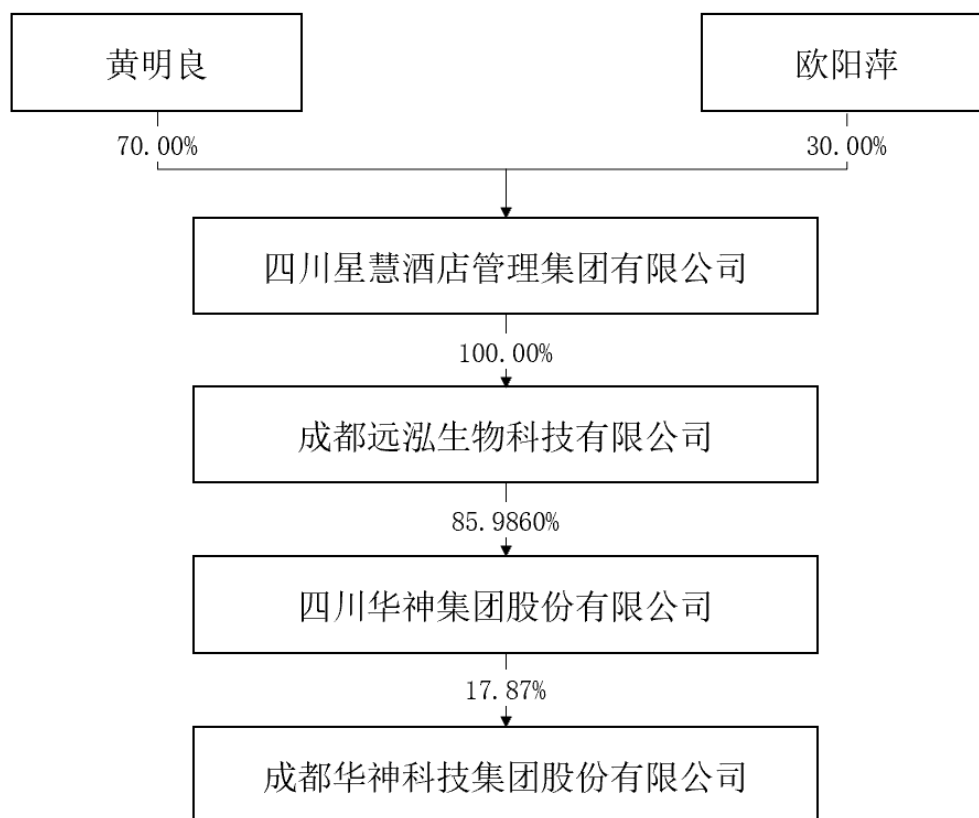 黄明良
欧阳萍
70.00%
30.00%
四川星慧酒店管理集团有限公司
100.00%
成都远泓生物科技有限公司
85.9860%
四川华神集团股份有限公司
17.87%
成都华神科技集团股份有限公司